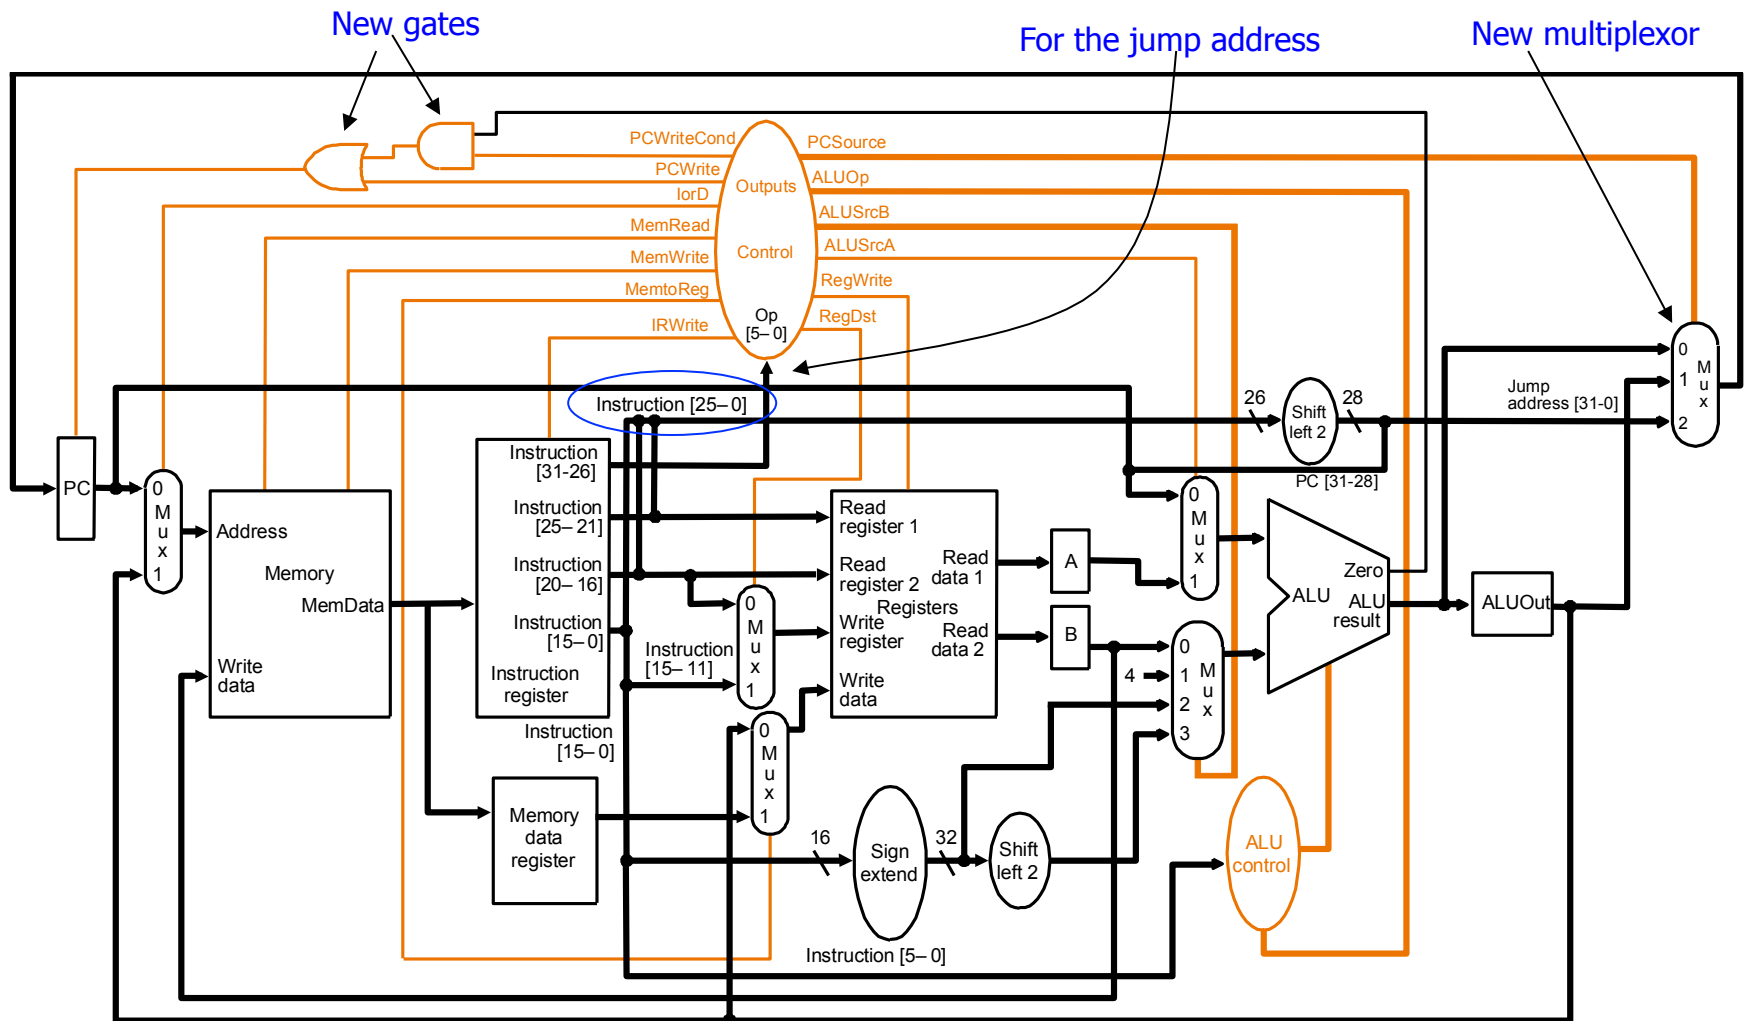 New gates
For the jump address
New multiplexor
PCWriteCond
PCWrite
IorD
MemRead
MemWrite
MemtoReg
IRWrite
Outputs
Control
Op
[5–0]
PCSource
ALUOp
ALUSrcB
ALUSrcA
RegWrite
RegDst
Instruction [25–0]
26
Shift
left 2
28
Jump
address [31-0]
PC [31-28]
0
1
2
M
u
x
PC
0
M
u
x
1
Address
Memory
MemData
Write
data
Instruction
[31-26]
Instruction
[25–21]
Instruction
[20–16]
Instruction
[15–0]
Instruction
register
Instruction
[15–0]
Instruction
[15–11]
0
M
u
x
1
0
M
u
x
1
Memory
data
register
Read
register 1
Read
register 2
Registers
Write
register
Write
data
Read
data 1
Read
data 2
A
B
0
M
u
x
1
4
0
1
2
3
M
u
x
Zero
ALU
ALU
result
ALUOut
16
Sign
extend
32
Shift
left 2
ALU
control
Instruction [5–0]